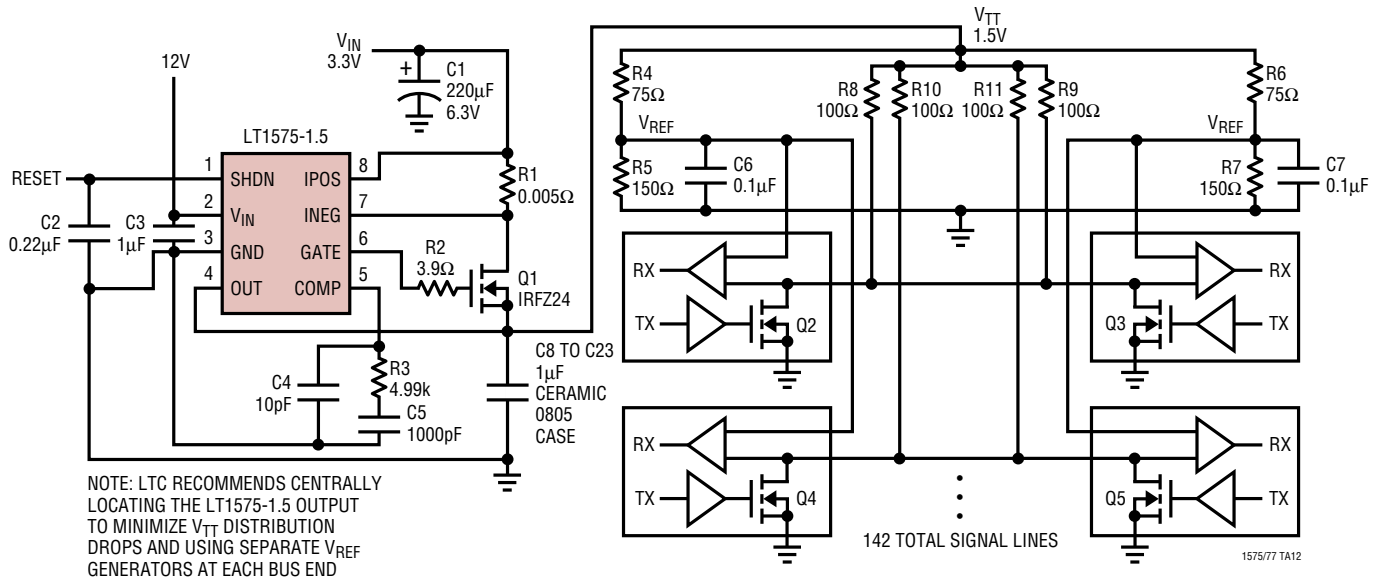 12V
VIN
3.3V
+
C1
220µF
6.3V
VTT
1.5V
LT1575-1.5
RESET
1
2
3
4
SHDN
VIN
GND
OUT
IPOS
INEG
GATE
COMP
8
7
6
5
C2
0.22µF
C3
1µF
R1
0.005Ω
R2
3.9Ω
Q1
IRFZ24
C4
10pF
R3
4.99k
C5
1000pF
C8 TO C23
1µF
CERAMIC
0805
CASE
R4
75Ω
R8
100Ω
R10
100Ω
R11
100Ω
R9
100Ω
R6
75Ω
VREF
VREF
R5
150Ω
C6
0.1µF
R7
150Ω
C7
0.1µF
RX
TX
Q2
RX
TX
Q3
RX
TX
Q4
RX
TX
Q5
142 TOTAL SIGNAL LINES
NOTE: LTC RECOMMENDS CENTRALLY
LOCATING THE LT1575-1.5 OUTPUT
TO MINIMIZE VTT DISTRIBUTION
DROPS AND USING SEPARATE VREF
GENERATORS AT EACH BUS END
1575/77 TA12